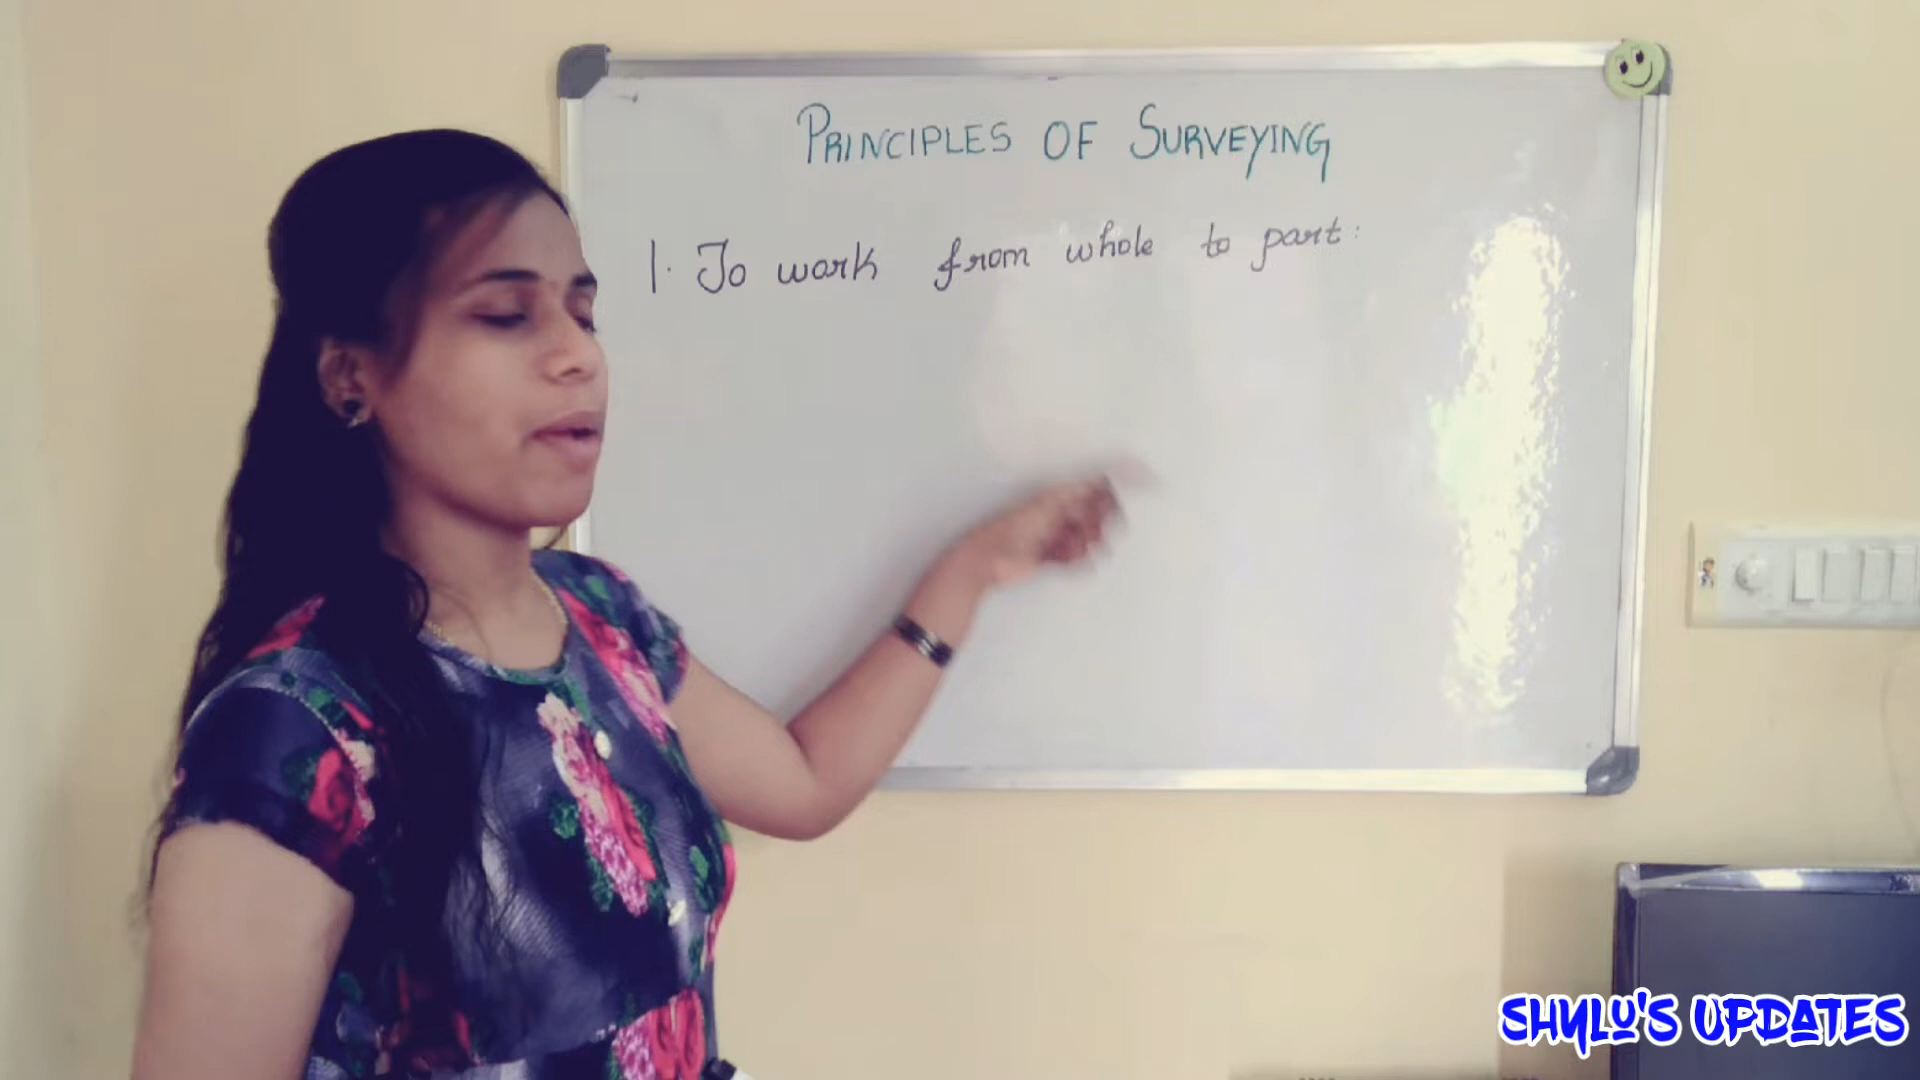 PRINCIPLES OF SURVEYING
1. To work from whole to part:
SHYLU'S UPDATES